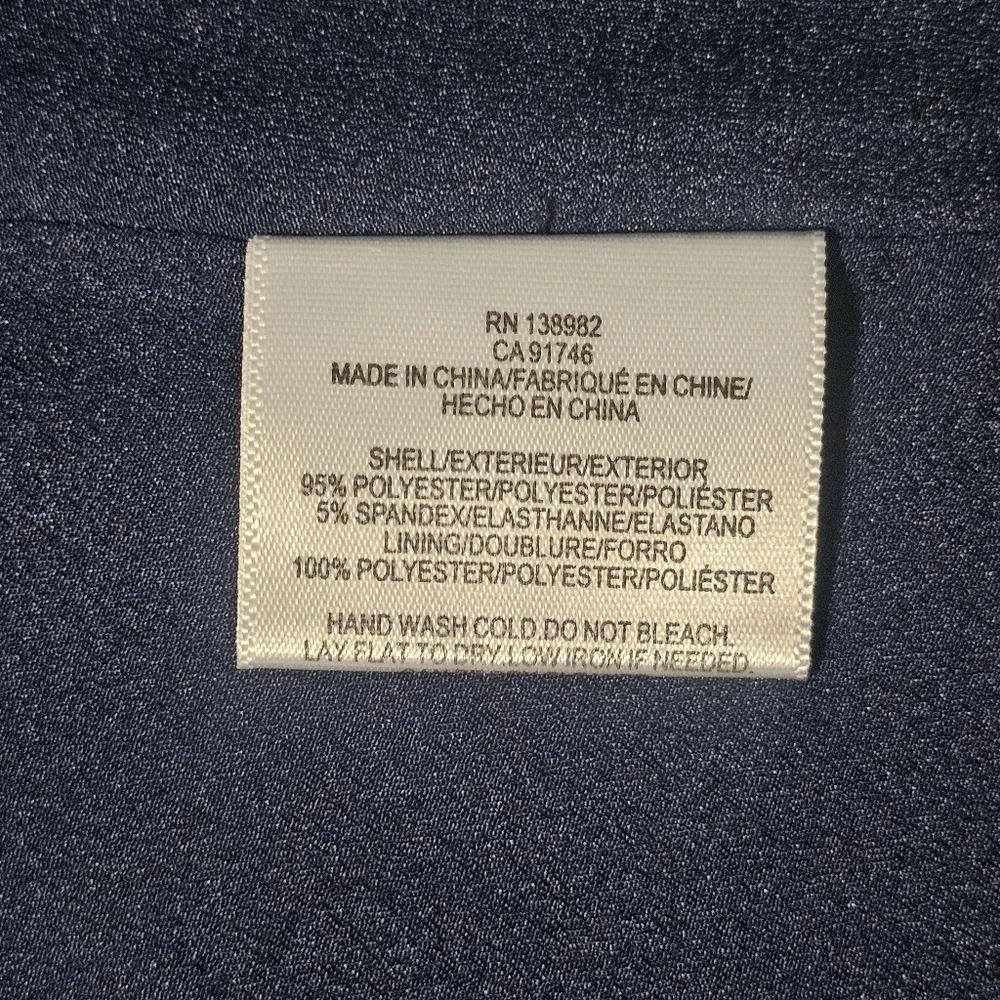 RN 138982
CA 91746
MADE IN CHINA/FABRIQUÉ EN CHINE/
HECHO EN CHINA
SHELL/EXTERIEUR/EXTERIOR
95% POLYESTER/POLYESTER/POLIÉSTER
5% SPANDEX/ELASTHANNE/ELASTANO
LINING/DOUBLURE/FORRO
100% POLYESTER/POLYESTER/POLIÉSTER
HAND WASH COLD.DO NOT BLEACH.
LAY FLAT TO DRY.LOW IRON IF NEEDED.